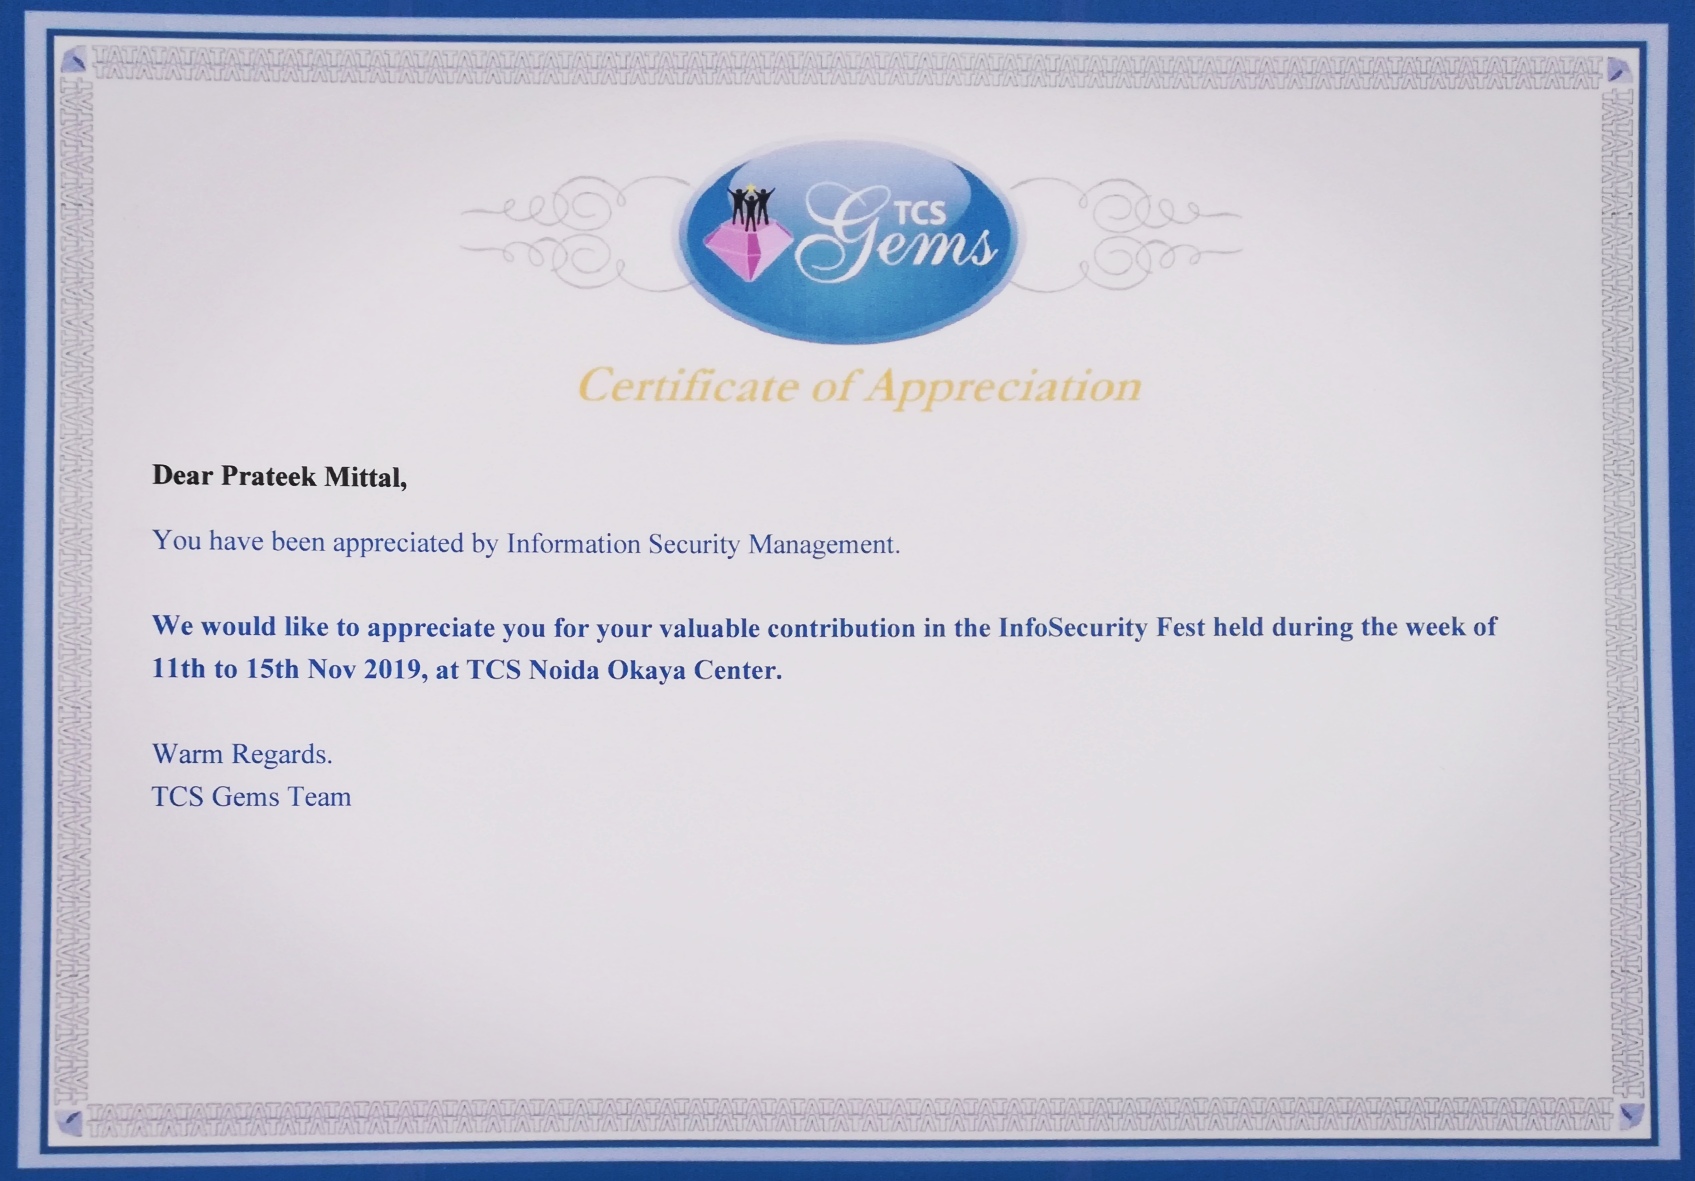 TCS
Gems
Certificate of Appreciation
Dear Prateek Mittal,
You have been appreciated by Information Security Management.
We would like to appreciate you for your valuable contribution in the InfoSecurity Fest held during the week of
11th to 15th Nov 2019, at TCS Noida Okaya Center.
Warm Regards.
TCS Gems Team